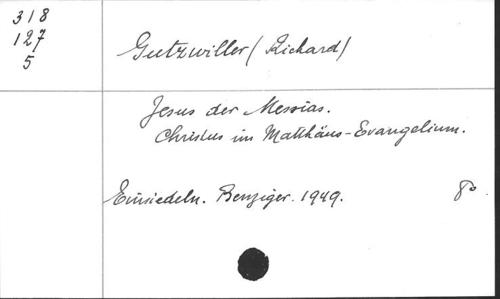 318
127
5
Gutzwiller (Richard)
Jesus der Messias.
Christus im Matthäus-Evangelium.
Einsiedeln. Benziger. 1949. 8°